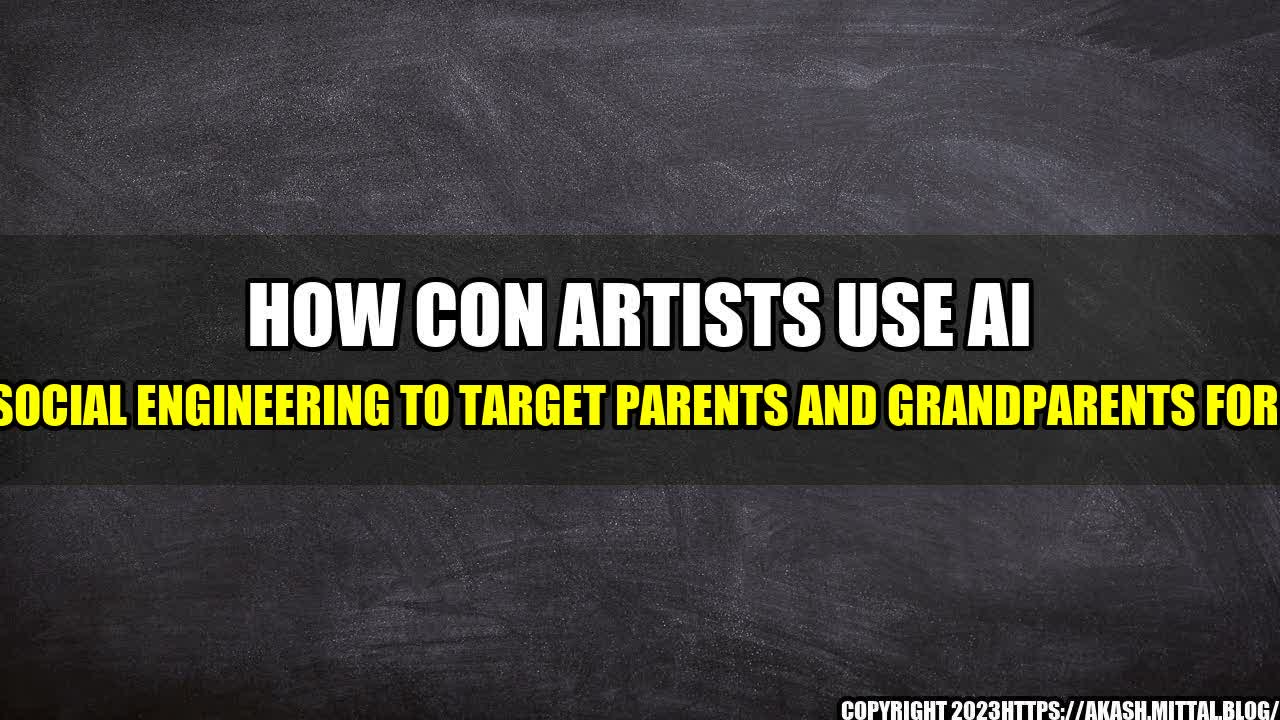 HOW CON ARTISTS USE AI
SOCIAL ENGINEERING TO TARGET PARENTS AND GRANDPARENTS FOR
COPYRIGHT 2023HTTPS://AKASH.MITTAL.BLOG/